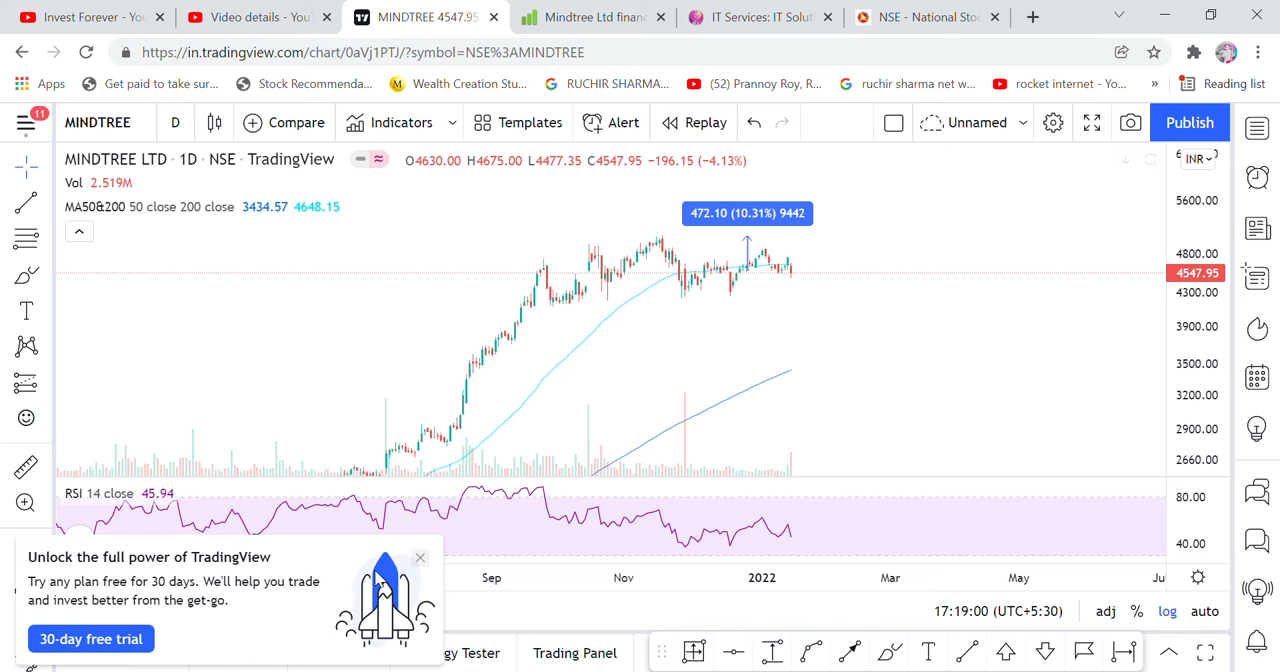 Invest Forever - You
Video details - You
MINDTREE 4547.95
Mindtree Ltd financ
IT Services: IT Solut
NSE - National Sto
https://in.tradingview.com/chart/0aVj1PTJ/?symbol=NSE%3AMINDTREE
Apps
Get paid to take sur...
Stock Recommenda...
Wealth Creation Stu...
RUCHIR SHARMA...
(52) Prannoy Roy, R...
ruchir sharma net w...
rocket internet - Yo...
»
Reading list
11
MINDTREE
D
Compare
Indicators
Templates
Alert
Replay
Unnamed
Publish
MINDTREE LTD · 1D · NSE · TradingView
O4630.00 H4675.00 L4477.35 C4547.95 −196.15 (−4.13%)
INR
Vol 2.519M
MA50&200 50 close 200 close 3434.57 4648.15
472.10 (10.31%) 9442
5600.00
4800.00
4547.95
4300.00
3900.00
3500.00
3200.00
2900.00
2660.00
RSI 14 close 45.94
80.00
40.00
Sep
Nov
2022
Mar
May
Jul
Unlock the full power of TradingView
Try any plan free for 30 days. We'll help you trade
and invest better from the get-go.
30-day free trial
17:19:00 (UTC+5:30)
adj
%
log
auto
gy Tester
Trading Panel